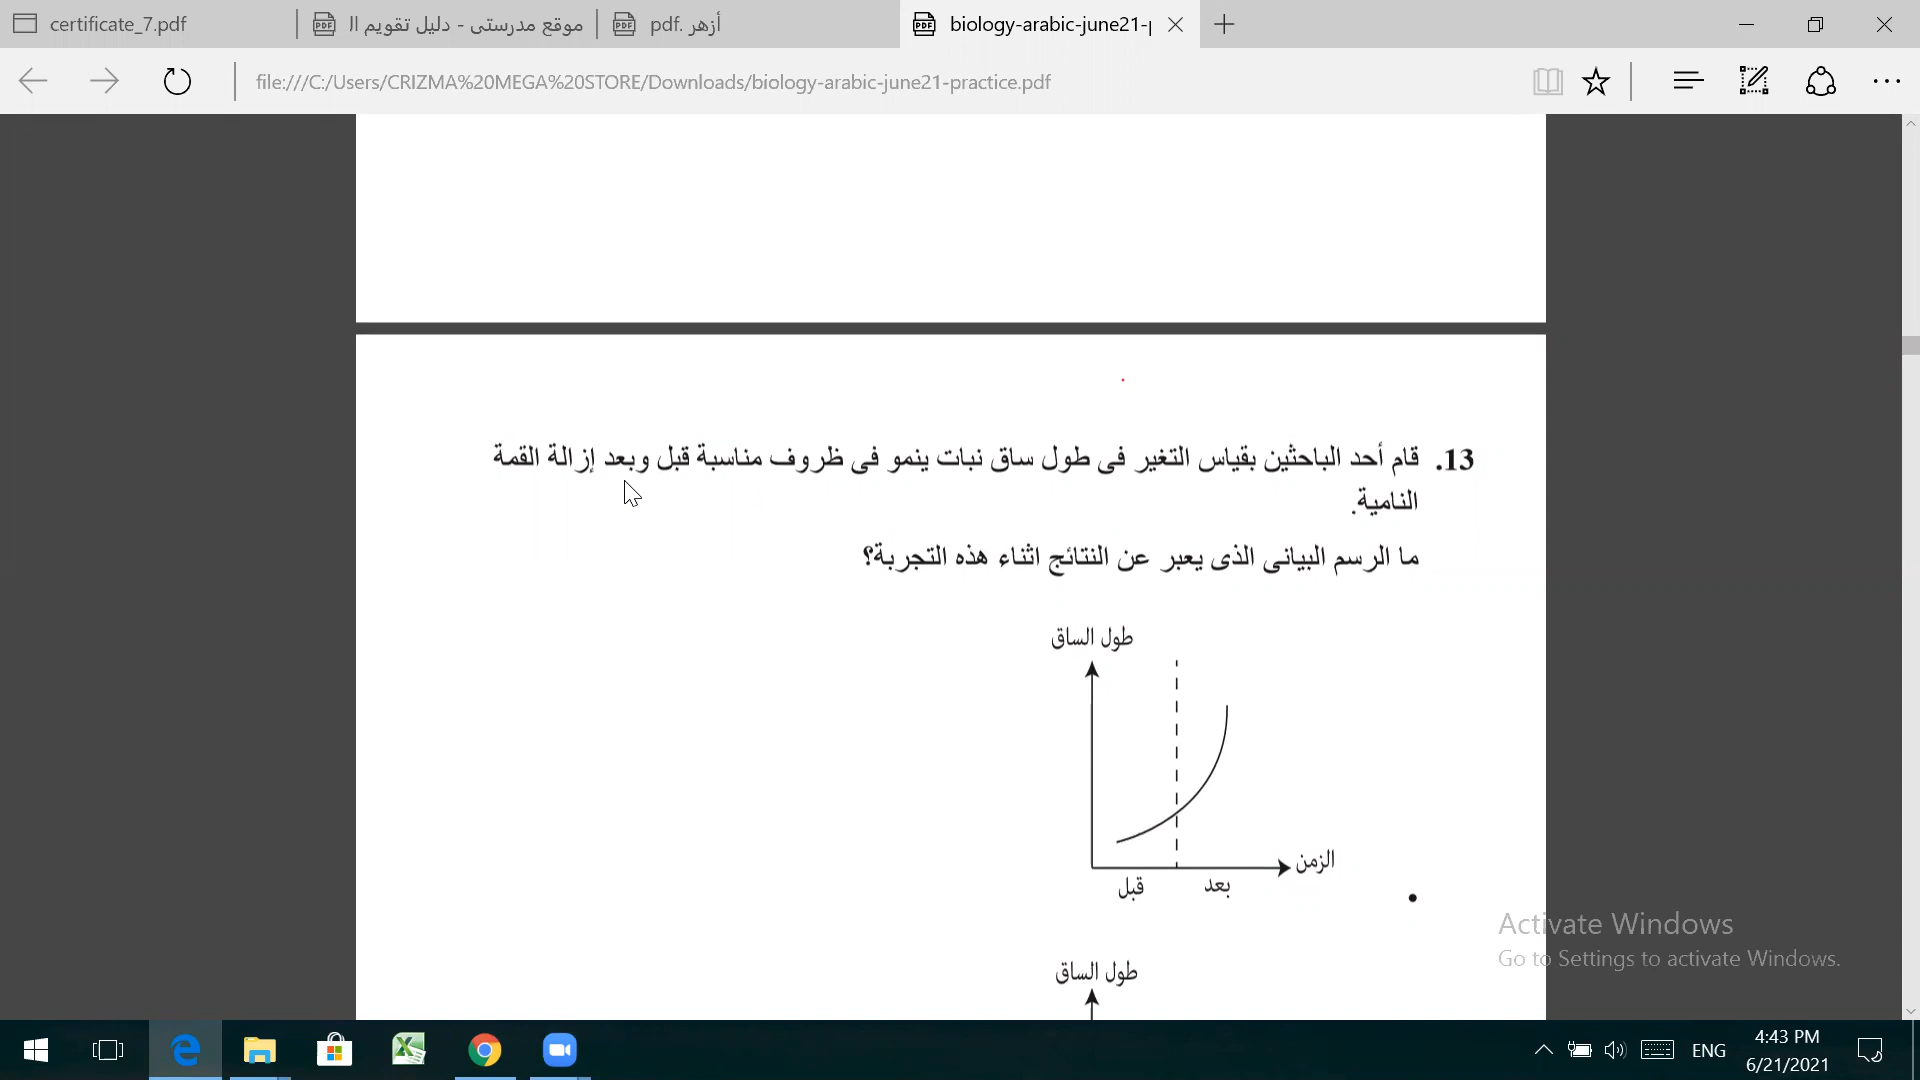 certificate_7.pdf
موقع مدرستى - دليل تقويم ال
أزهر .pdf
biology-arabic-june21-p
file:///C:/Users/CRIZMA%20MEGA%20STORE/Downloads/biology-arabic-june21-practice.pdf
13. قام أحد الباحثين بقياس التغير فى طول ساق نبات ينمو فى ظروف مناسبة قبل وبعد إزالة القمة
النامية.
ما الرسم البيانى الذى يعبر عن النتائج اثناء هذه التجربة؟
طول الساق
الزمن
قبل
بعد
طول الساق
Activate Windows
Go to Settings to activate Windows.
ENG
4:43 PM
6/21/2021